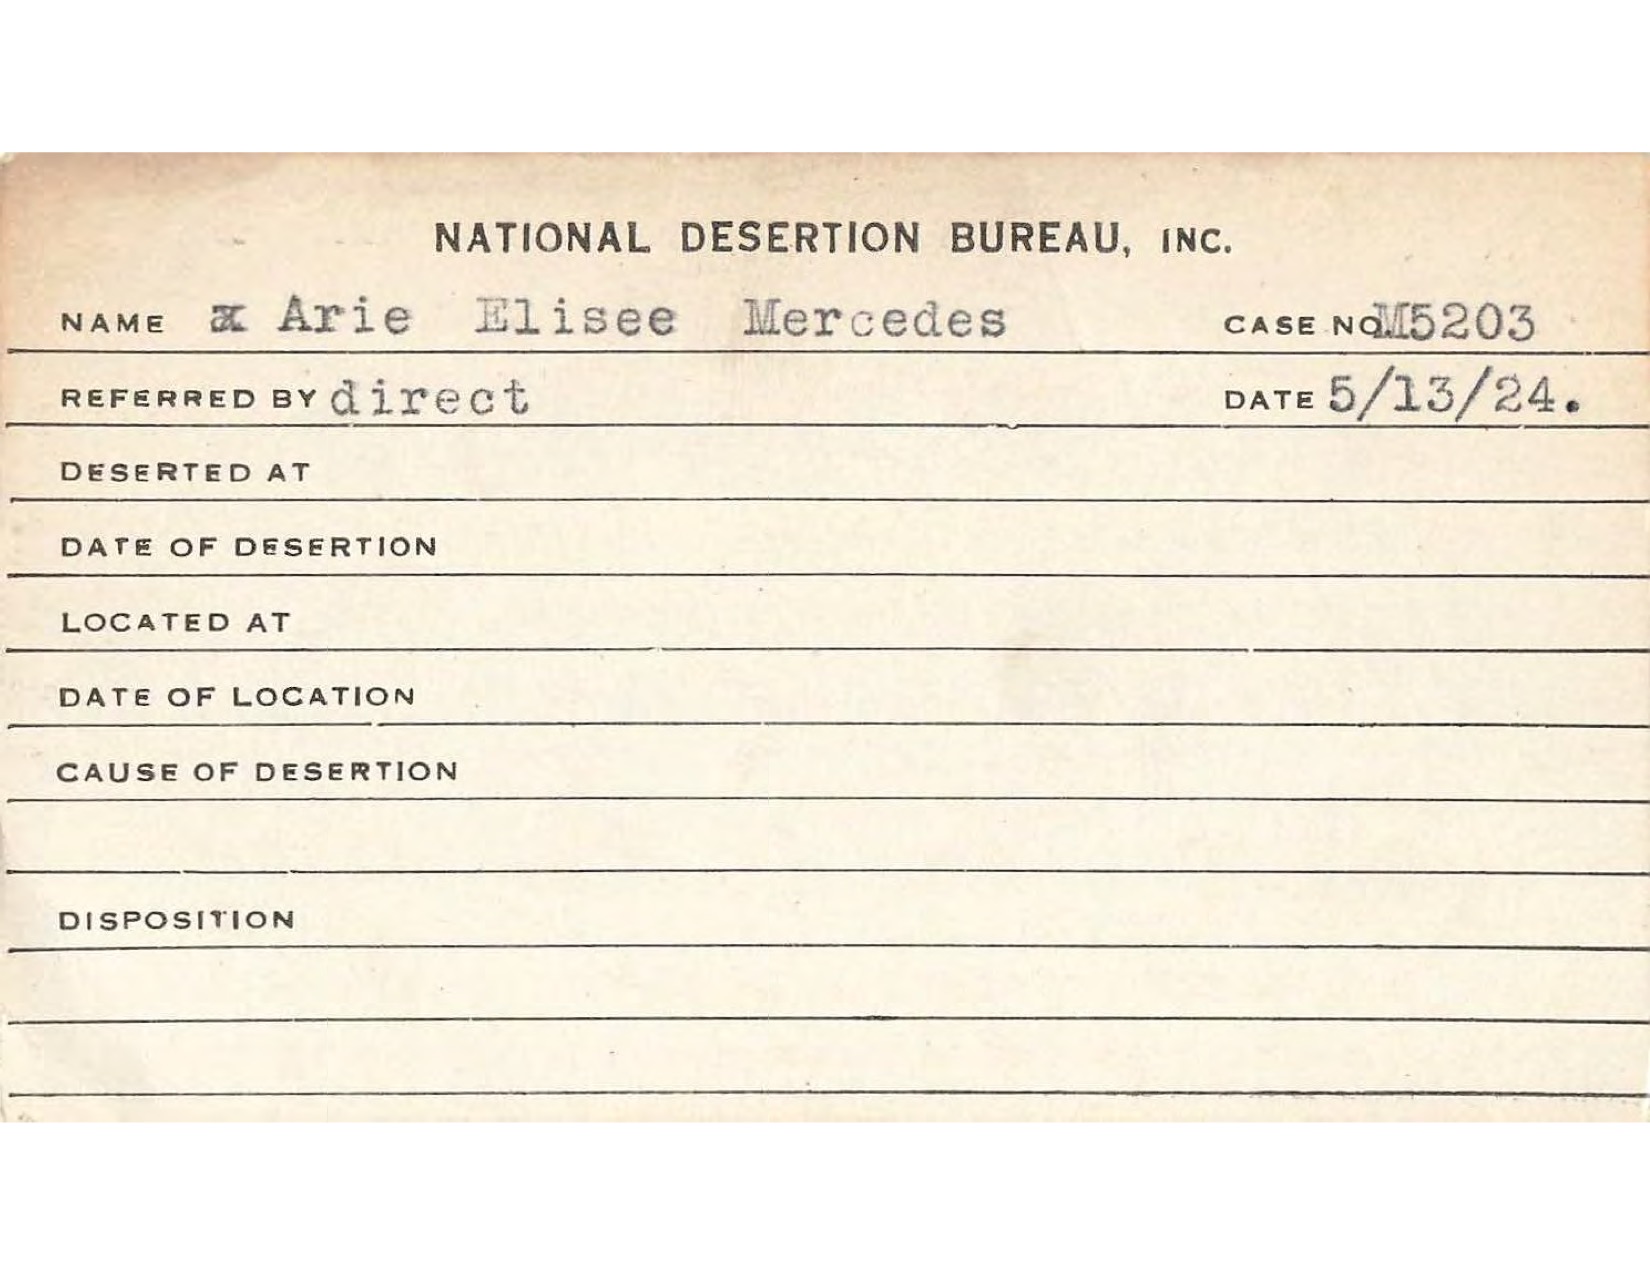 NATIONAL DESERTION BUREAU, INC.
NAME x Arie Elisee Mercedes CASE NO. M5203
REFERRED BY direct DATE 5/13/24.
DESERTED AT
DATE OF DESERTION
LOCATED AT
DATE OF LOCATION
CAUSE OF DESERTION
DISPOSITION